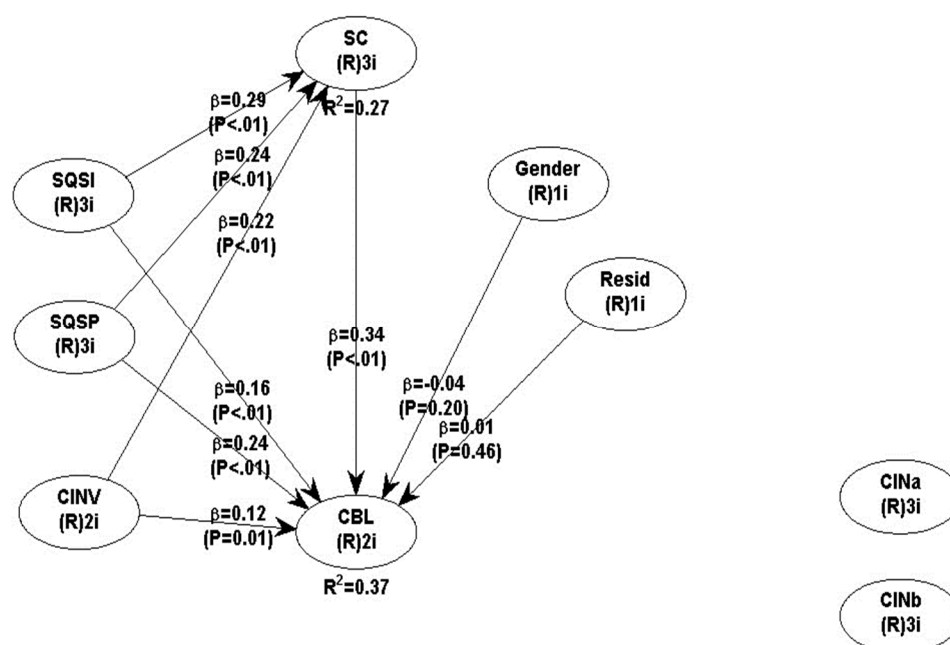 SC
(R)3i
R²=0.27
β=0.29
(P<.01)
β=0.24
(P<.01)
SQSI
(R)3i
Gender
(R)1i
β=0.22
(P<.01)
Resid
(R)1i
SQSP
(R)3i
β=0.34
(P<.01)
β=-0.04
(P=0.20)
β=0.16
(P<.01)
β=0.01
(P=0.46)
β=0.24
(P<.01)
CINV
(R)2i
β=0.12
(P=0.01)
CBL
(R)2i
R²=0.37
CINa
(R)3i
CINb
(R)3i